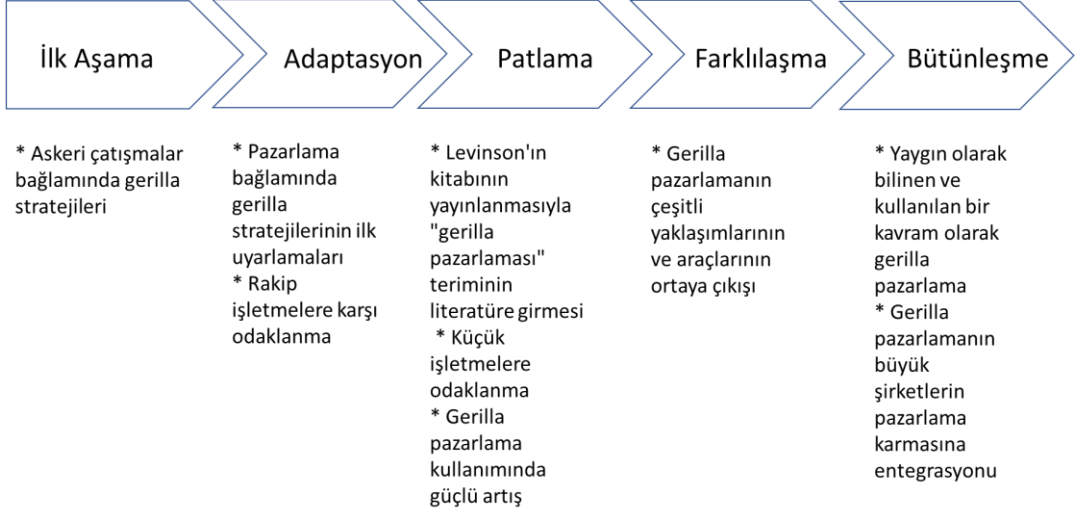 İlk Aşama
Adaptasyon
Patlama
Farklılaşma
Bütünleşme
* Askeri çatışmalar
bağlamında gerilla
stratejileri
* Pazarlama
bağlamında
gerilla
stratejilerinin ilk
uyarlamaları
* Rakip
işletmelere karşı
odaklanma
* Levinson'ın
kitabının
yayınlanmasıyla
"gerilla
pazarlaması"
teriminin
literatüre girmesi
* Küçük
işletmelere
odaklanma
* Gerilla
pazarlama
kullanımında
güçlü artış
* Gerilla
pazarlamanın
çeşitli
yaklaşımlarının
ve araçlarının
ortaya çıkışı
* Yaygın olarak
bilinen ve
kullanılan bir
kavram olarak
gerilla
pazarlama
* Gerilla
pazarlamanın
büyük
şirketlerin
pazarlama
karmasına
entegrasyonu